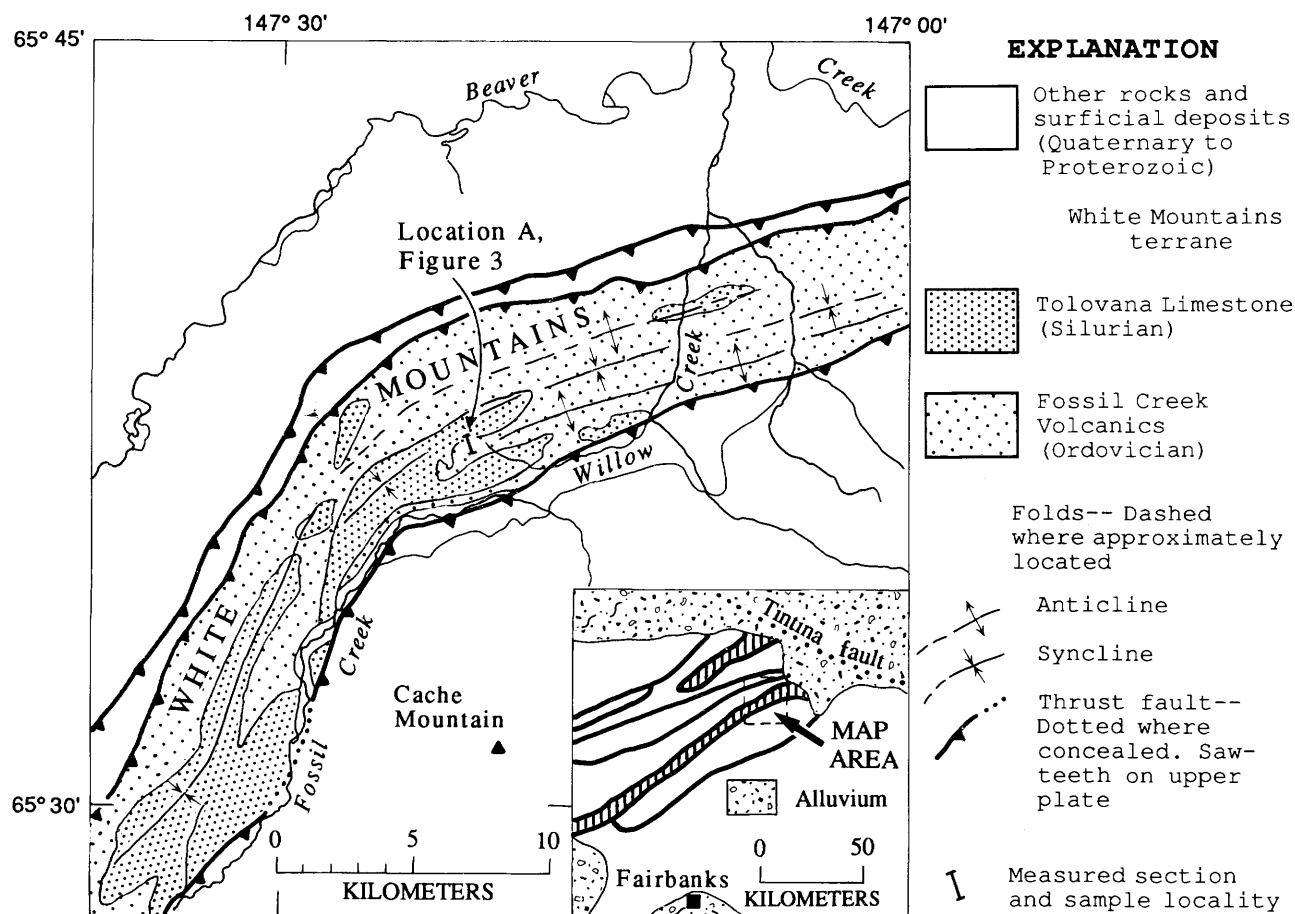 147° 30'
147° 00'
65° 45'
Beaver
Creek
Location A,
Figure 3
WHITE MOUNTAINS
Creek
Willow
Creek
Fossil
Cache
Mountain
65° 30'
0 5 10
KILOMETERS
Tintina fault
MAP
AREA
Alluvium
0 50
KILOMETERS
Fairbanks
EXPLANATION
Other rocks and
surficial deposits
(Quaternary to
Proterozoic)
White Mountains
terrane
Tolovana Limestone
(Silurian)
Fossil Creek
Volcanics
(Ordovician)
Folds-- Dashed
where approximately
located
Anticline
Syncline
Thrust fault--
Dotted where
concealed. Saw-
teeth on upper
plate
Measured section
and sample locality